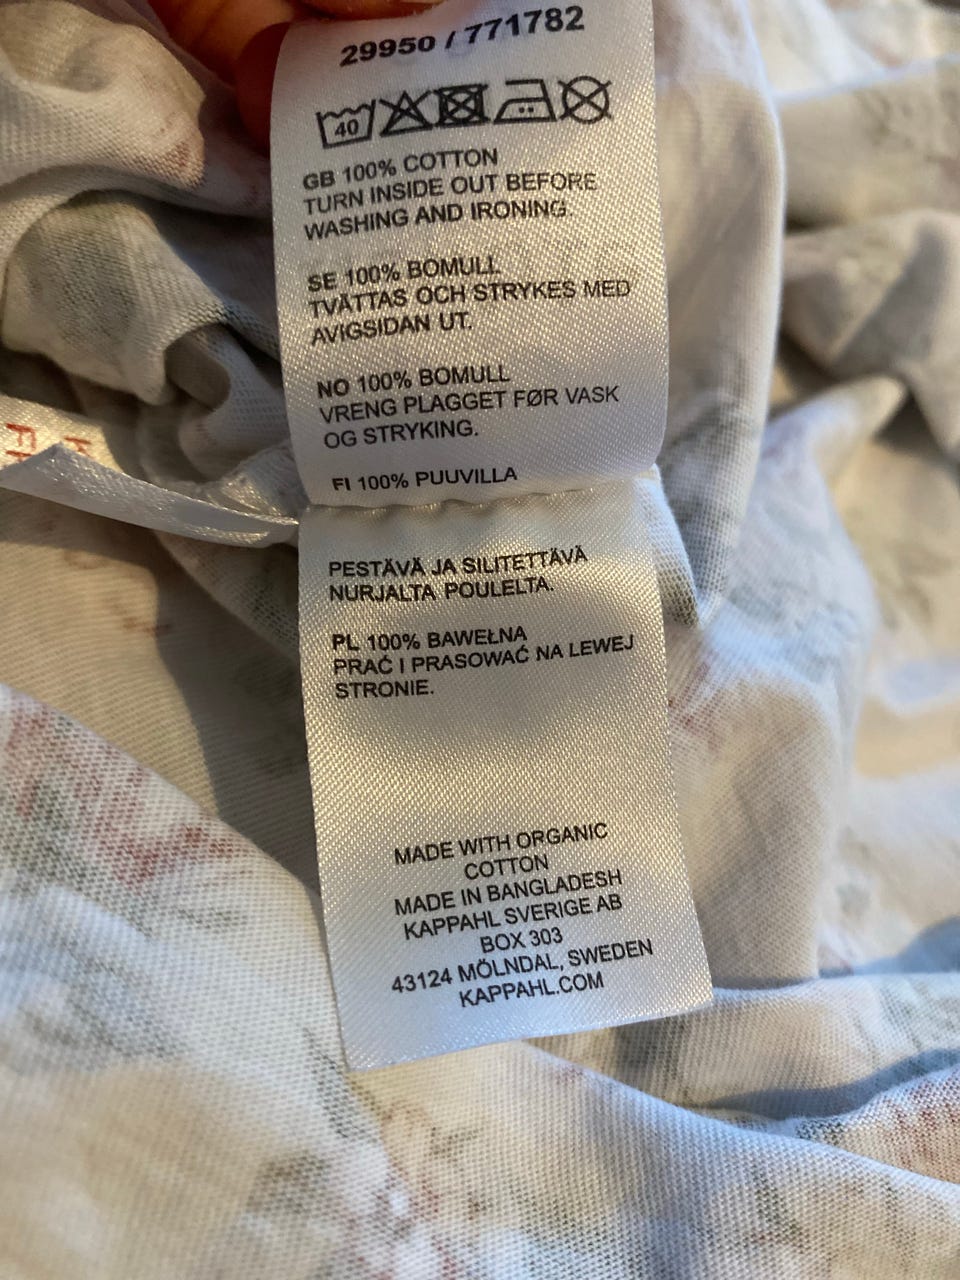 29950 / 771782
40
GB 100% COTTON
TURN INSIDE OUT BEFORE
WASHING AND IRONING.
SE 100% BOMULL
TVÄTTAS OCH STRYKES MED
AVIGSIDAN UT.
NO 100% BOMULL
VRENG PLAGGET FØR VASK
OG STRYKING.
FI 100% PUUVILLA
PESTÄVÄ JA SILITETTÄVÄ
NURJALTA POULELTA.
PL 100% BAWEŁNA
PRAĆ I PRASOWAĆ NA LEWEJ
STRONIE.
MADE WITH ORGANIC
COTTON
MADE IN BANGLADESH
KAPPAHL SVERIGE AB
BOX 303
43124 MÖLNDAL, SWEDEN
KAPPAHL.COM